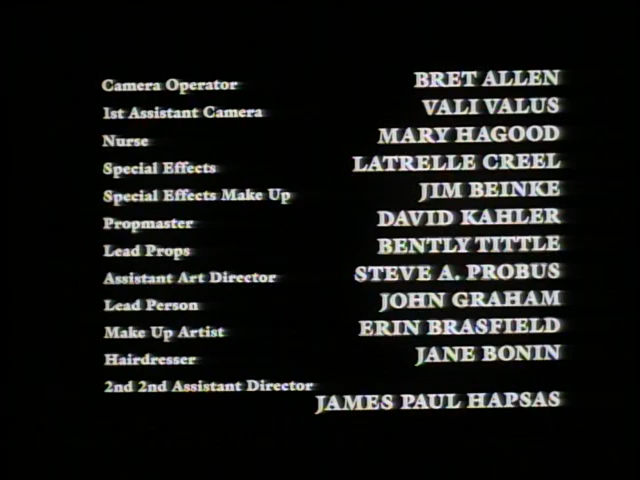 Camera Operator BRET ALLEN
1st Assistant Camera VALI VALUS
Nurse MARY HAGOOD
Special Effects LATRELLE CREEL
Special Effects Make Up JIM BEINKE
Propmaster DAVID KAHLER
Lead Props BENTLY TITTLE
Assistant Art Director STEVE A. PROBUS
Lead Person JOHN GRAHAM
Make Up Artist ERIN BRASFIELD
Hairdresser JANE BONIN
2nd 2nd Assistant Director
JAMES PAUL HAPSAS